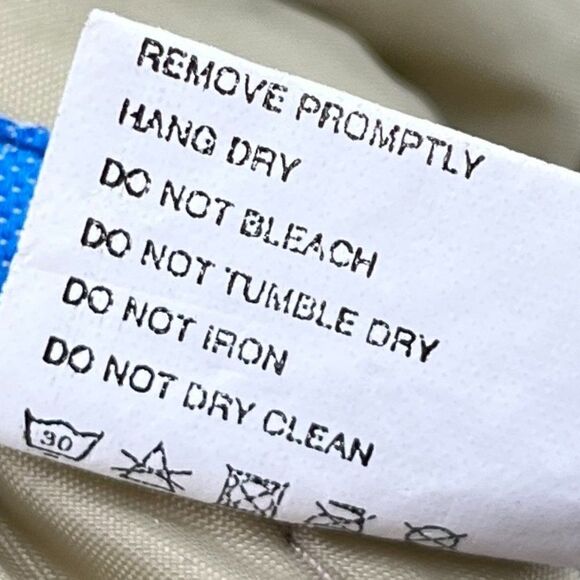 REMOVE PROMPTLY
HANG DRY
DO NOT BLEACH
DO NOT TUMBLE DRY
DO NOT IRON
DO NOT DRY CLEAN
30